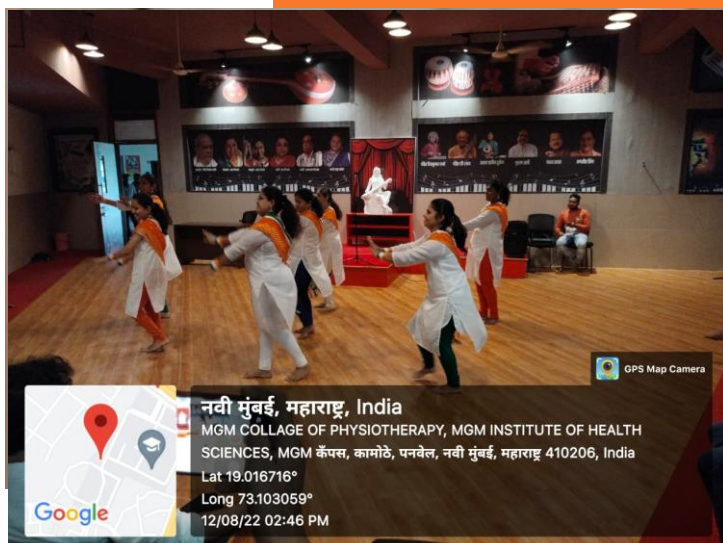 GPS Map Camera
नवी मुंबई, महाराष्ट्र, India
MGM COLLAGE OF PHYSIOTHERAPY, MGM INSTITUTE OF HEALTH
SCIENCES, MGM कॅंपस, कामोठे, पनवेल, नवी मुंबई, महाराष्ट्र 410206, India
Lat 19.016716°
Long 73.103059°
12/08/22 02:46 PM
Google